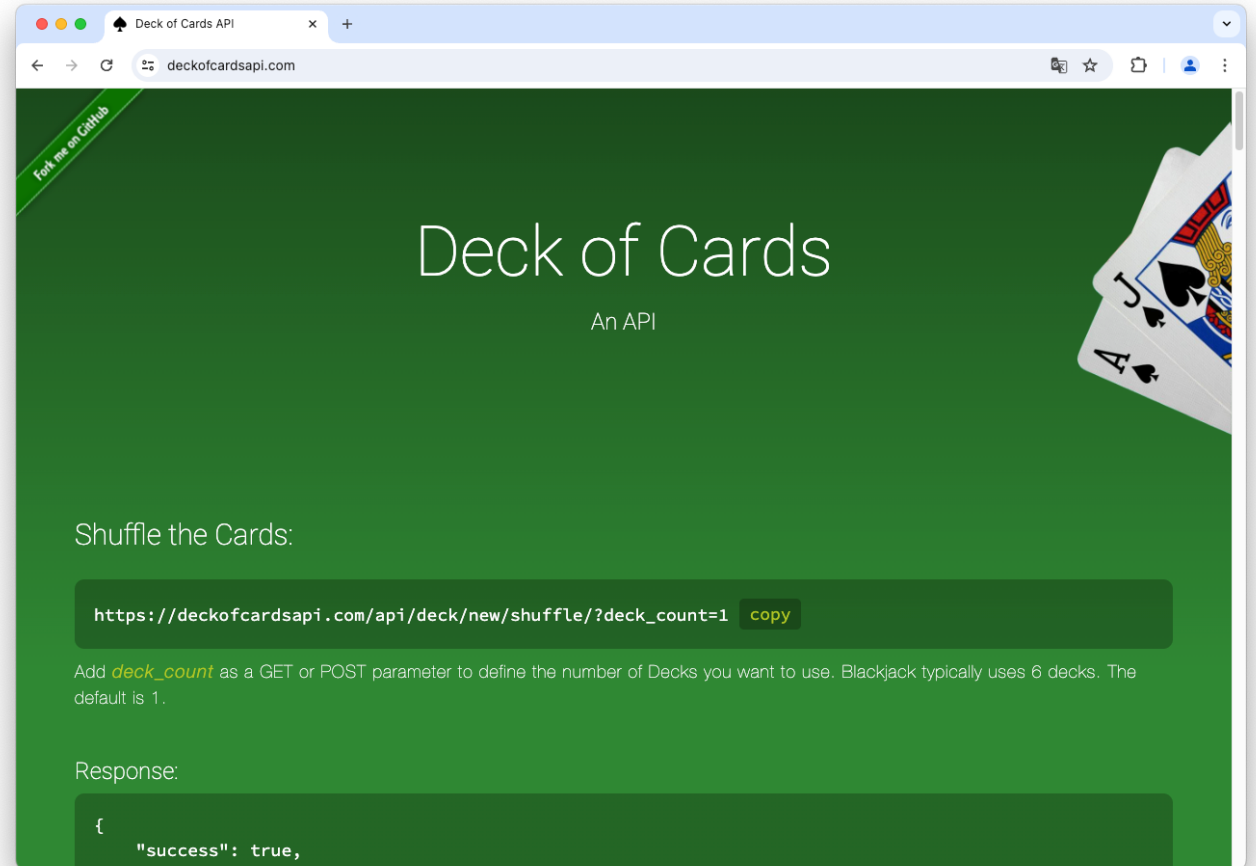 Deck of Cards API
deckofcardsapi.com
Fork me on GitHub
Deck of Cards
An API
J
A
Shuffle the Cards:
https://deckofcardsapi.com/api/deck/new/shuffle/?deck_count=1 copy
Add deck_count as a GET or POST parameter to define the number of Decks you want to use. Blackjack typically uses 6 decks. The
default is 1.
Response:
{
"success": true,